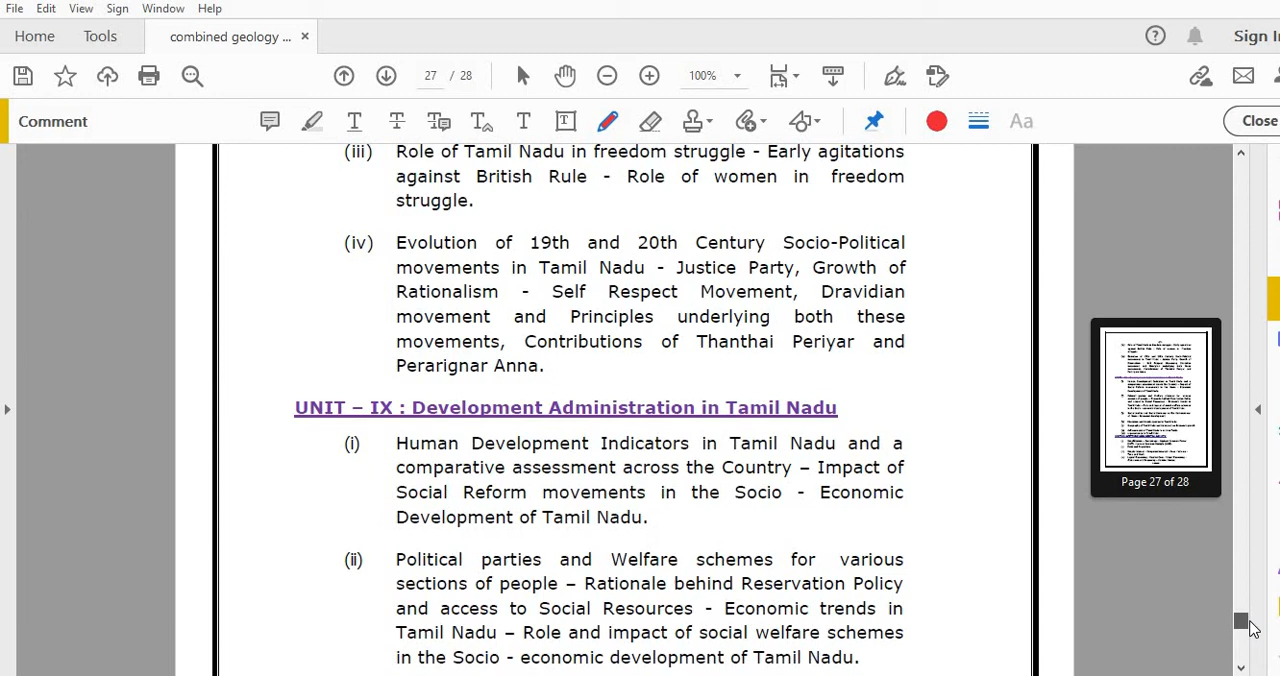 File Edit View Sign Window Help
Home Tools combined geology ... × Sign In
27 / 28 100%
Comment Aa Close
(iii) Role of Tamil Nadu in freedom struggle - Early agitations
against British Rule - Role of women in freedom
struggle.
(iv) Evolution of 19th and 20th Century Socio-Political
movements in Tamil Nadu - Justice Party, Growth of
Rationalism - Self Respect Movement, Dravidian
movement and Principles underlying both these
movements, Contributions of Thanthai Periyar and
Perarignar Anna.
UNIT – IX : Development Administration in Tamil Nadu
(i) Human Development Indicators in Tamil Nadu and a
comparative assessment across the Country – Impact of
Social Reform movements in the Socio - Economic
Development of Tamil Nadu.
(ii) Political parties and Welfare schemes for various
sections of people – Rationale behind Reservation Policy
and access to Social Resources - Economic trends in
Tamil Nadu – Role and impact of social welfare schemes
in the Socio - economic development of Tamil Nadu.
Page 27 of 28